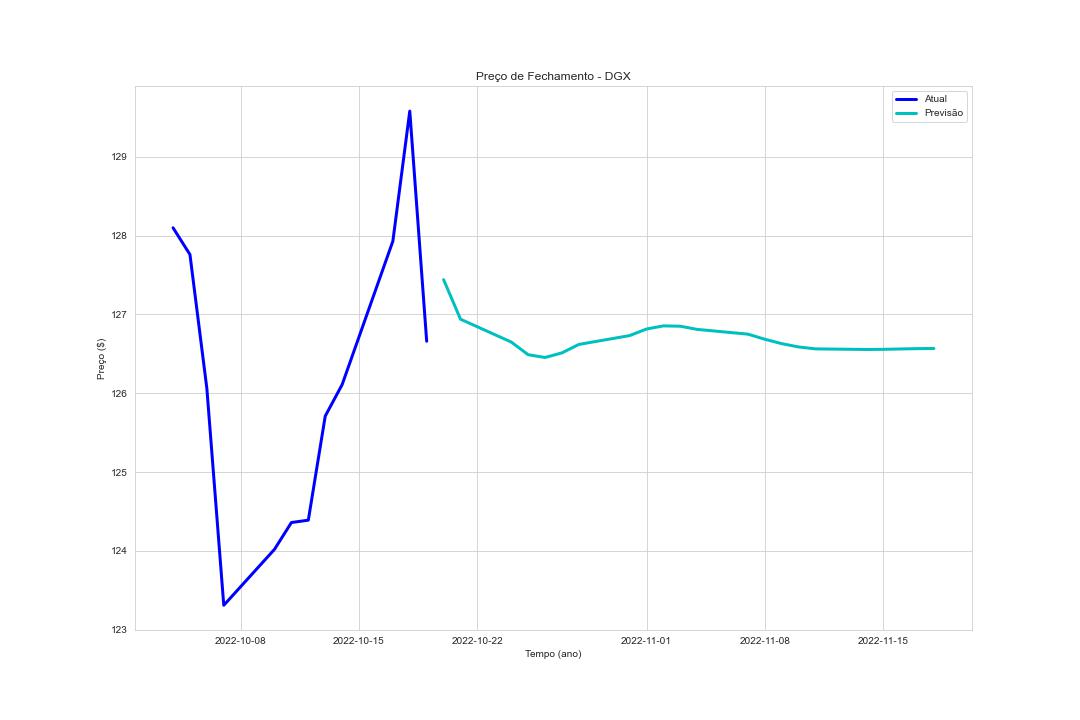 Preço de Fechamento - DGX
Atual
Previsão
129
128
127
126
125
124
123
Preço ($)
2022-10-08
2022-10-15
2022-10-22
2022-11-01
2022-11-08
2022-11-15
Tempo (ano)